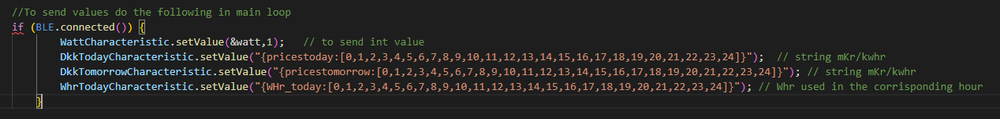 //To send values do the following in main loop
if (BLE.connected()) {
WattCharacteristic.setValue(&watt,1);   // to send int value
DkkTodayCharacteristic.setValue("{pricestoday:[0,1,2,3,4,5,6,7,8,9,10,11,12,13,14,15,16,17,18,19,20,21,22,23,24]}");  // string mKr/kwhr
DkkTomorrowCharacteristic.setValue("{pricestomorrow:[0,1,2,3,4,5,6,7,8,9,10,11,12,13,14,15,16,17,18,19,20,21,22,23,24]}"); // string mKr/kwhr
WhrTodayCharacteristic.setValue("{WHr_today:[0,1,2,3,4,5,6,7,8,9,10,11,12,13,14,15,16,17,18,19,20,21,22,23,24]}"); // Whr used in the corrisponding hour
}